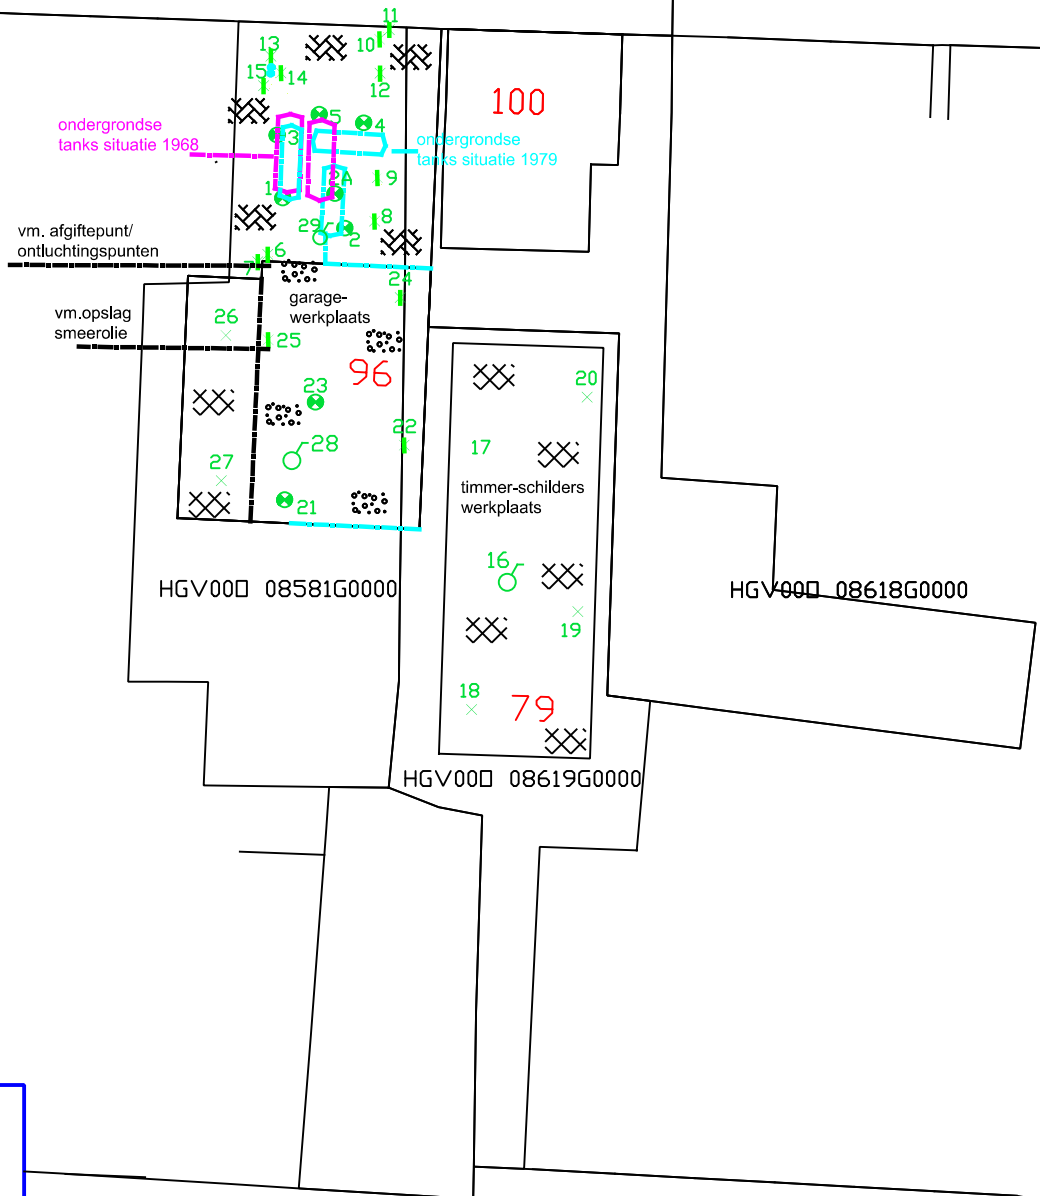 11
10
13
15
14
12
100
ondergrondse
tanks situatie 1968
5
4
3
ondergrondse
tanks situatie 1979
2A
9
1
8
29
2
vm. afgiftepunt/
ontluchtingspunten
6
7
24
garage-
werkplaats
vm.opslag
smeerolie
26
25
96
23
20
22
28
17
27
timmer-schilders
werkplaats
21
16
HGV00□ 08581G0000
HGV00□ 08618G0000
19
18
79
HGV00□ 08619G0000